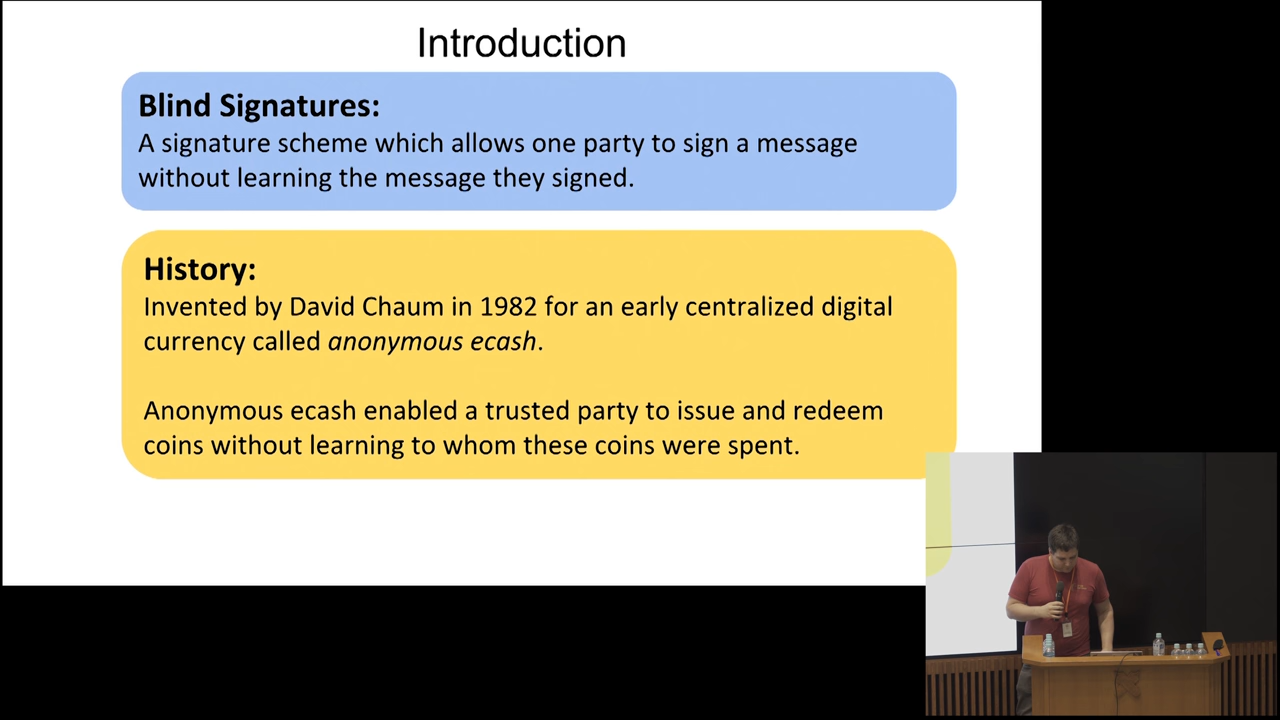 Introduction
Blind Signatures:
A signature scheme which allows one party to sign a message
without learning the message they signed.
History:
Invented by David Chaum in 1982 for an early centralized digital
currency called anonymous ecash.
Anonymous ecash enabled a trusted party to issue and redeem
coins without learning to whom these coins were spent.